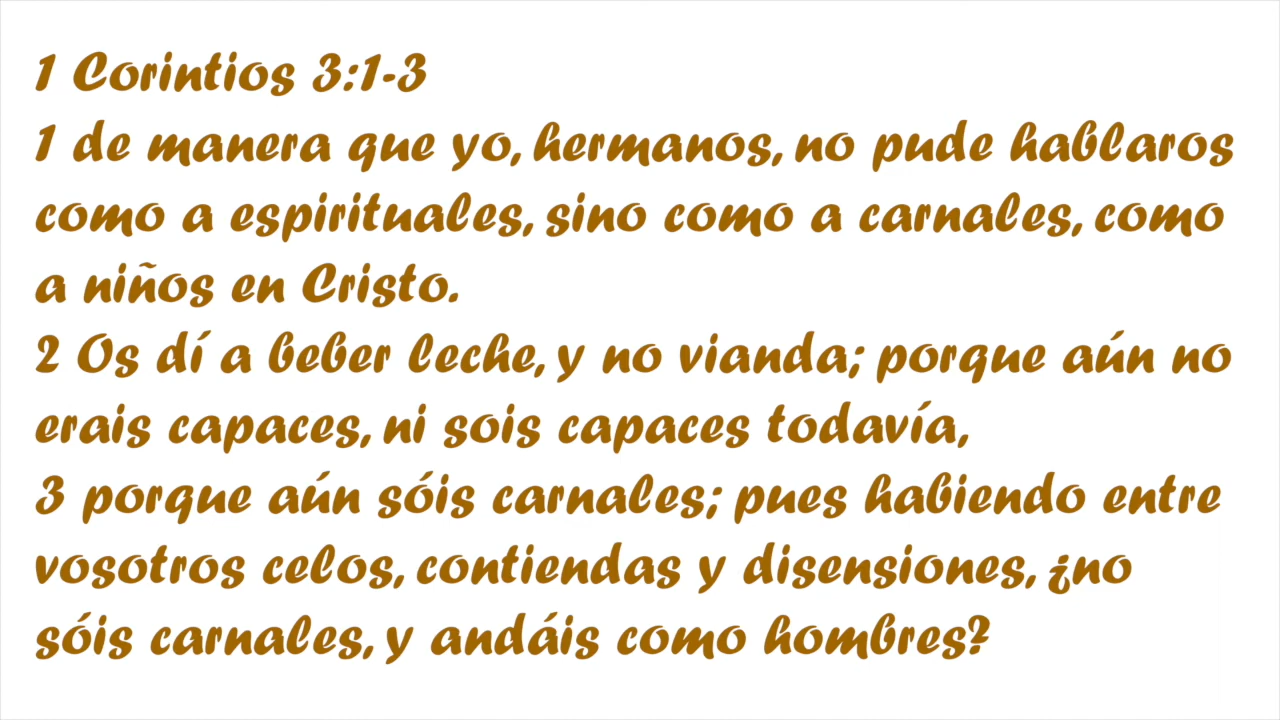 1 Corintios 3:1-3
1 de manera que yo, hermanos, no pude hablaros
como a espirituales, sino como a carnales, como
a niños en Cristo.
2 Os dí a beber leche, y no vianda; porque aún no
erais capaces, ni sois capaces todavía,
3 porque aún sóis carnales; pues habiendo entre
vosotros celos, contiendas y disensiones, ¿no
sóis carnales, y andáis como hombres?